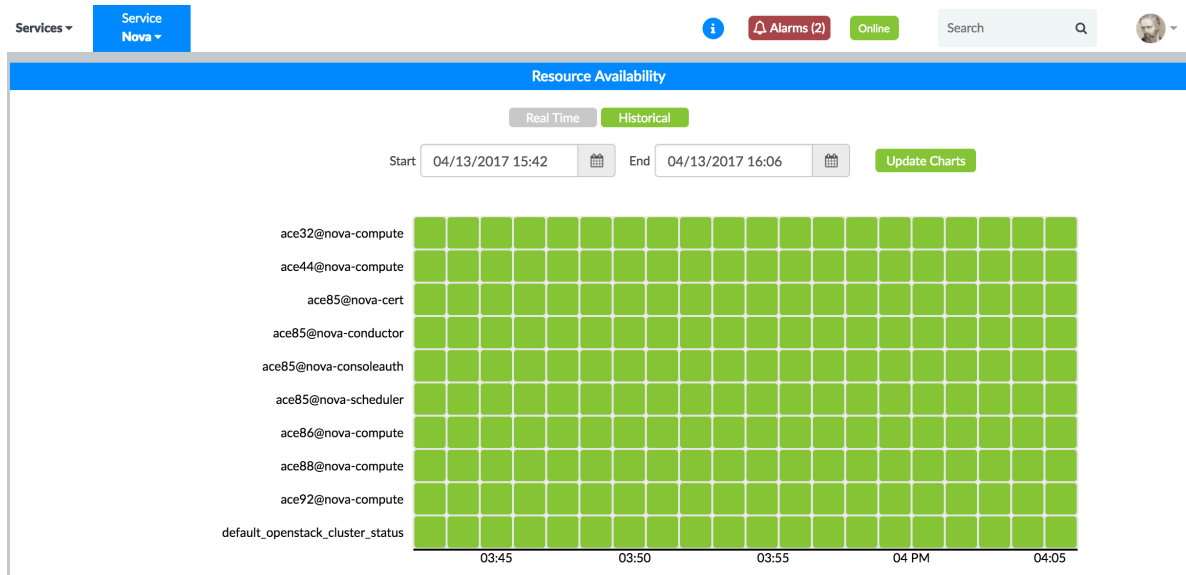 Services
Service
Nova
Alarms (2)
Online
Search
Resource Availability
Real Time
Historical
Start
04/13/2017 15:42
End
04/13/2017 16:06
Update Charts
ace32@nova-compute
ace44@nova-compute
ace85@nova-cert
ace85@nova-conductor
ace85@nova-consoleauth
ace85@nova-scheduler
ace86@nova-compute
ace88@nova-compute
ace92@nova-compute
default_openstack_cluster_status
03:45
03:50
03:55
04 PM
04:05